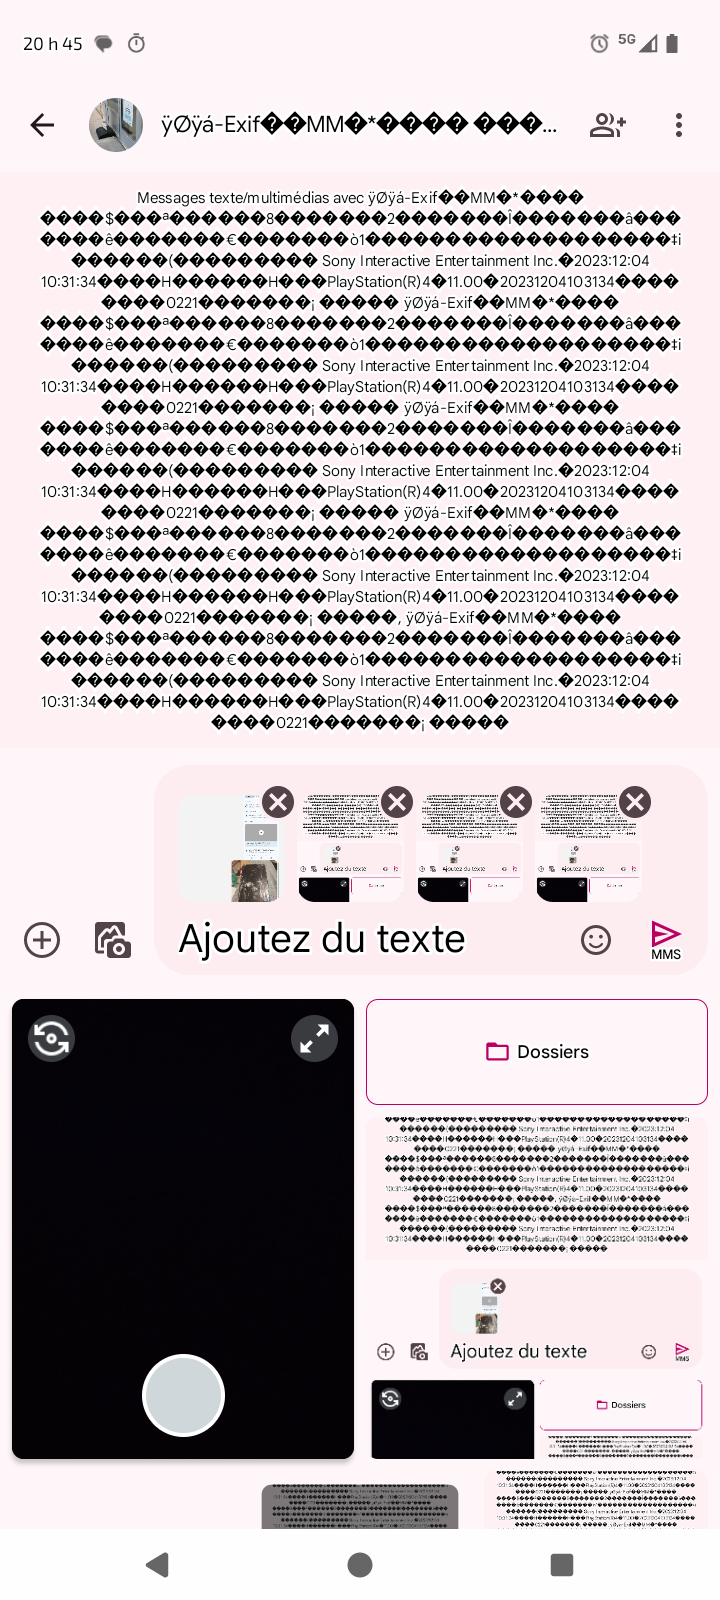 20 h 45
5G
ÿØÿá-Exif��MM�*���� ���...
Messages texte/multimédias avec ÿØÿá-Exif��MM�*����
����$���ª������8�������2�������Î�������â���
����ê�������€�������ò1�����������������������‡i
������(��������� Sony Interactive Entertainment Inc.�2023:12:04
10:31:34����H������H���PlayStation(R)4�11.00�20231204103134����
����0221�������¡ ����� ÿØÿá-Exif��MM�*����
����$���ª������8�������2�������Î�������â���
����ê�������€�������ò1�����������������������‡i
������(��������� Sony Interactive Entertainment Inc.�2023:12:04
10:31:34����H������H���PlayStation(R)4�11.00�20231204103134����
����0221�������¡ ����� ÿØÿá-Exif��MM�*����
����$���ª������8�������2�������Î�������â���
����ê�������€�������ò1�����������������������‡i
������(��������� Sony Interactive Entertainment Inc.�2023:12:04
10:31:34����H������H���PlayStation(R)4�11.00�20231204103134����
����0221�������¡ ����� ÿØÿá-Exif��MM�*����
����$���ª������8�������2�������Î�������â���
����ê�������€�������ò1�����������������������‡i
������(��������� Sony Interactive Entertainment Inc.�2023:12:04
10:31:34����H������H���PlayStation(R)4�11.00�20231204103134����
����0221�������¡ �����, ÿØÿá-Exif��MM�*����
����$���ª������8�������2�������Î�������â���
����ê�������€�������ò1�����������������������‡i
������(��������� Sony Interactive Entertainment Inc.�2023:12:04
10:31:34����H������H���PlayStation(R)4�11.00�20231204103134����
����0221�������¡ �����
Ajoutez du texte
MMS
Dossiers
Ajoutez du texte
MMS
Dossiers